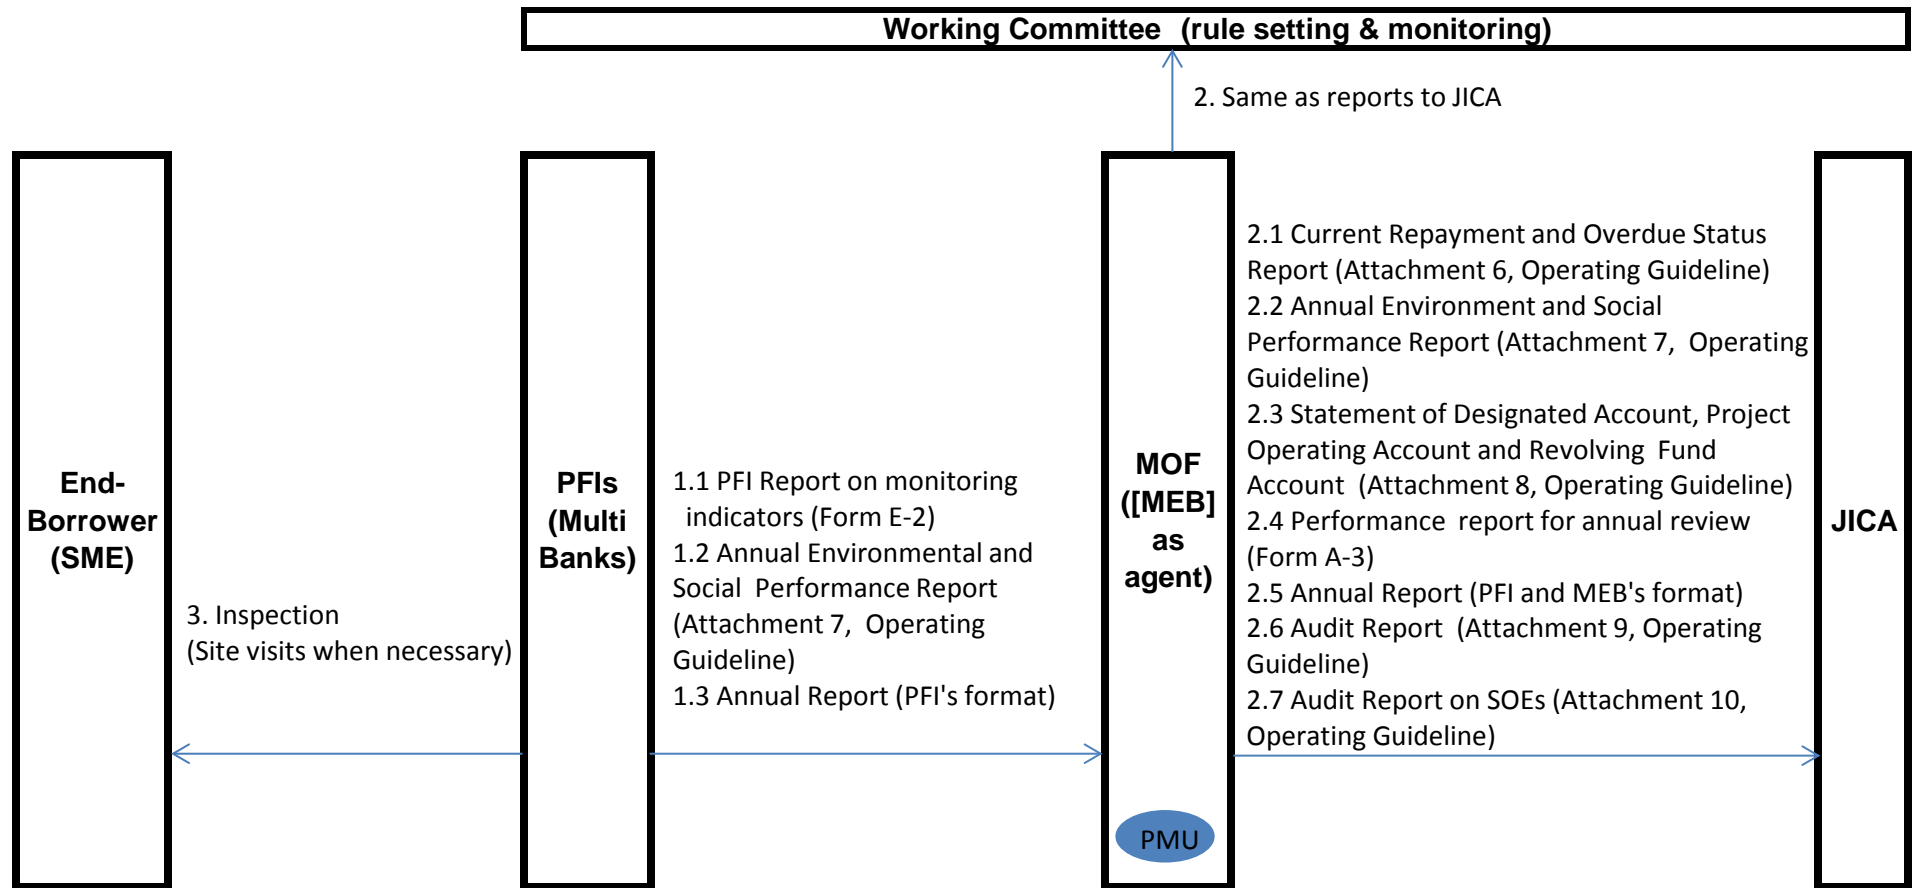 Working Committee (rule setting & monitoring)
2. Same as reports to JICA
End-
Borrower
(SME)
3. Inspection
(Site visits when necessary)
PFIs
(Multi
Banks)
1.1 PFI Report on monitoring
indicators (Form E-2)
1.2 Annual Environmental and
Social Performance Report
(Attachment 7, Operating
Guideline)
1.3 Annual Report (PFI's format)
MOF
([MEB]
as
agent)
PMU
2.1 Current Repayment and Overdue Status
Report (Attachment 6, Operating Guideline)
2.2 Annual Environment and Social
Performance Report (Attachment 7, Operating
Guideline)
2.3 Statement of Designated Account, Project
Operating Account and Revolving Fund
Account (Attachment 8, Operating Guideline)
2.4 Performance report for annual review
(Form A-3)
2.5 Annual Report (PFI and MEB's format)
2.6 Audit Report (Attachment 9, Operating
Guideline)
2.7 Audit Report on SOEs (Attachment 10,
Operating Guideline)
JICA